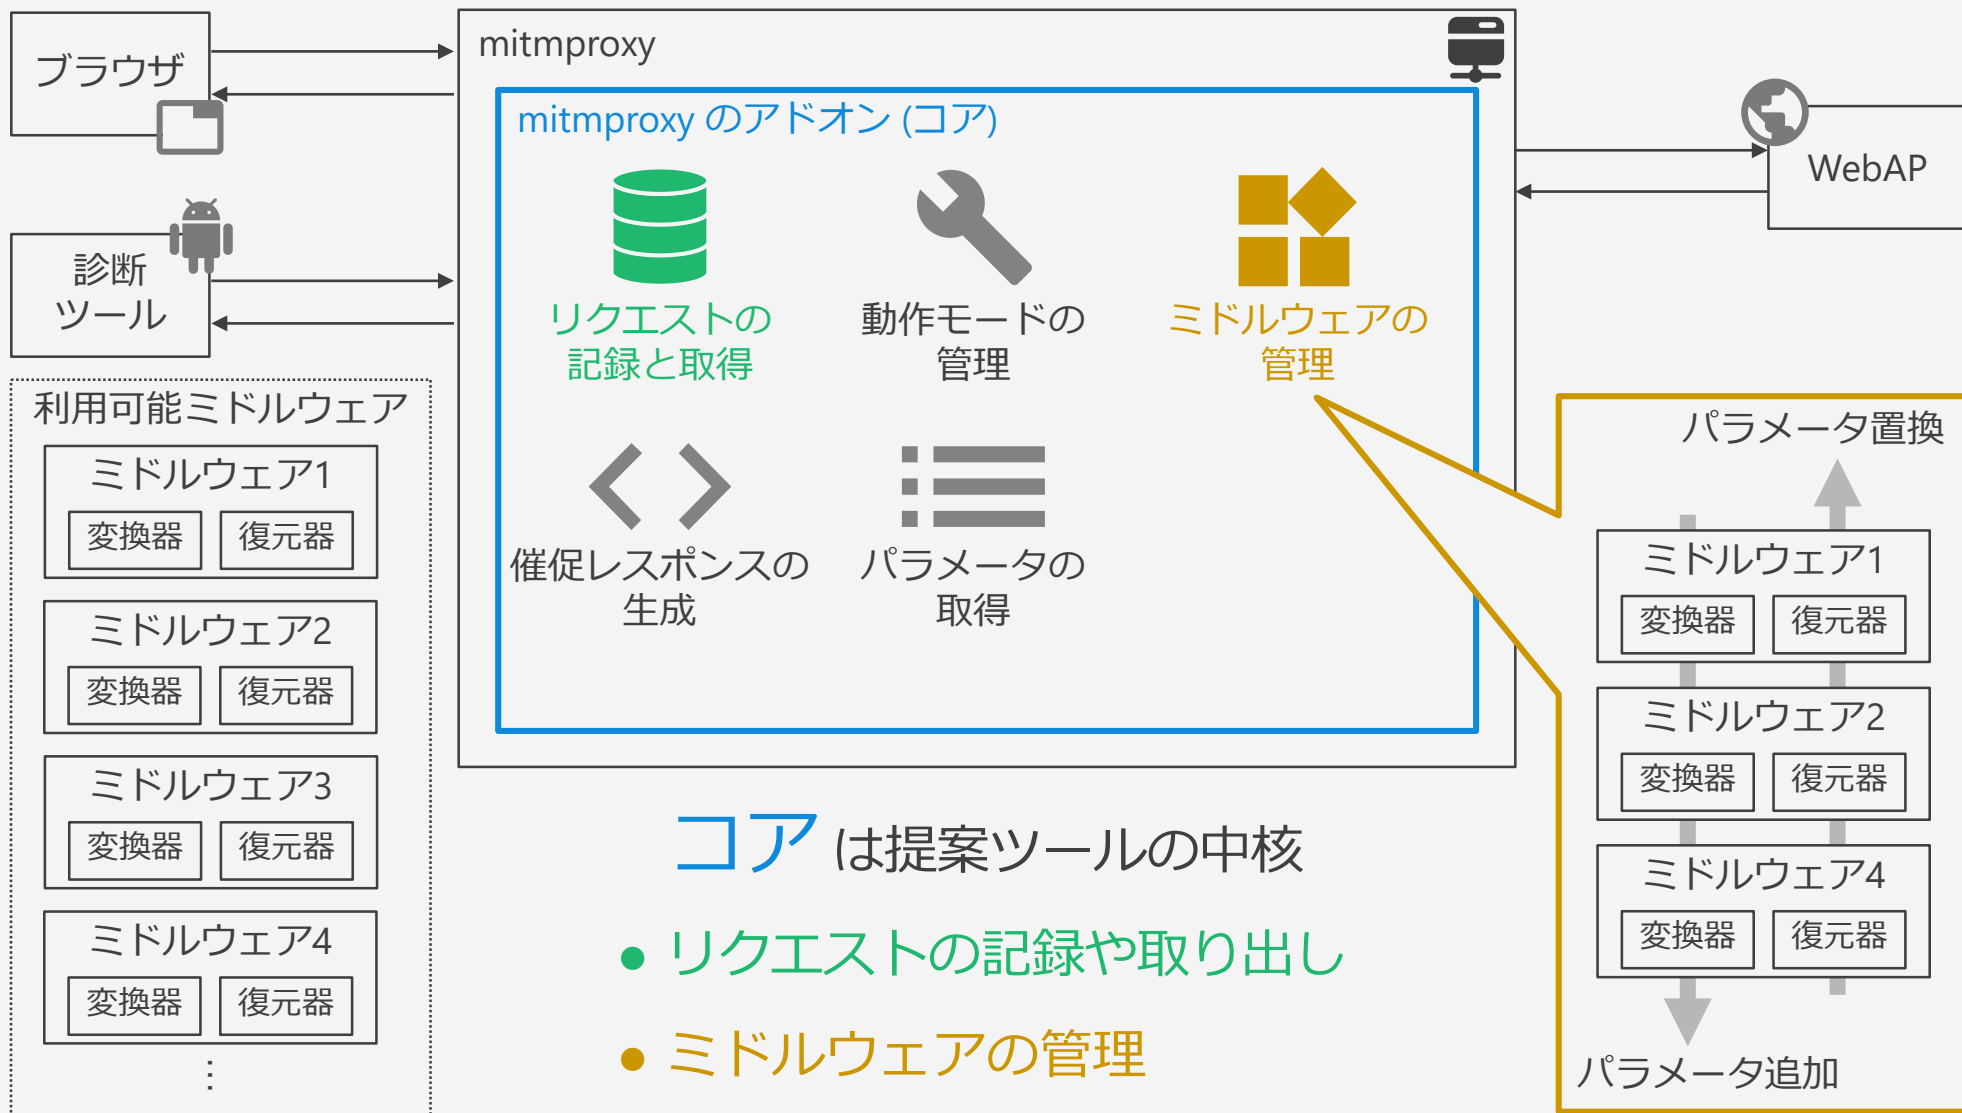 ブラウザ
診断
ツール
利用可能ミドルウェア
ミドルウェア1
変換器
復元器
ミドルウェア2
変換器
復元器
ミドルウェア3
変換器
復元器
ミドルウェア4
変換器
復元器
⋮
mitmproxy
mitmproxy のアドオン (コア)
リクエストの
記録と取得
動作モードの
管理
ミドルウェアの
管理
催促レスポンスの
生成
パラメータの
取得
コア は提案ツールの中核
● リクエストの記録や取り出し
● ミドルウェアの管理
WebAP
パラメータ置換
ミドルウェア1
変換器
復元器
ミドルウェア2
変換器
復元器
ミドルウェア4
変換器
復元器
パラメータ追加